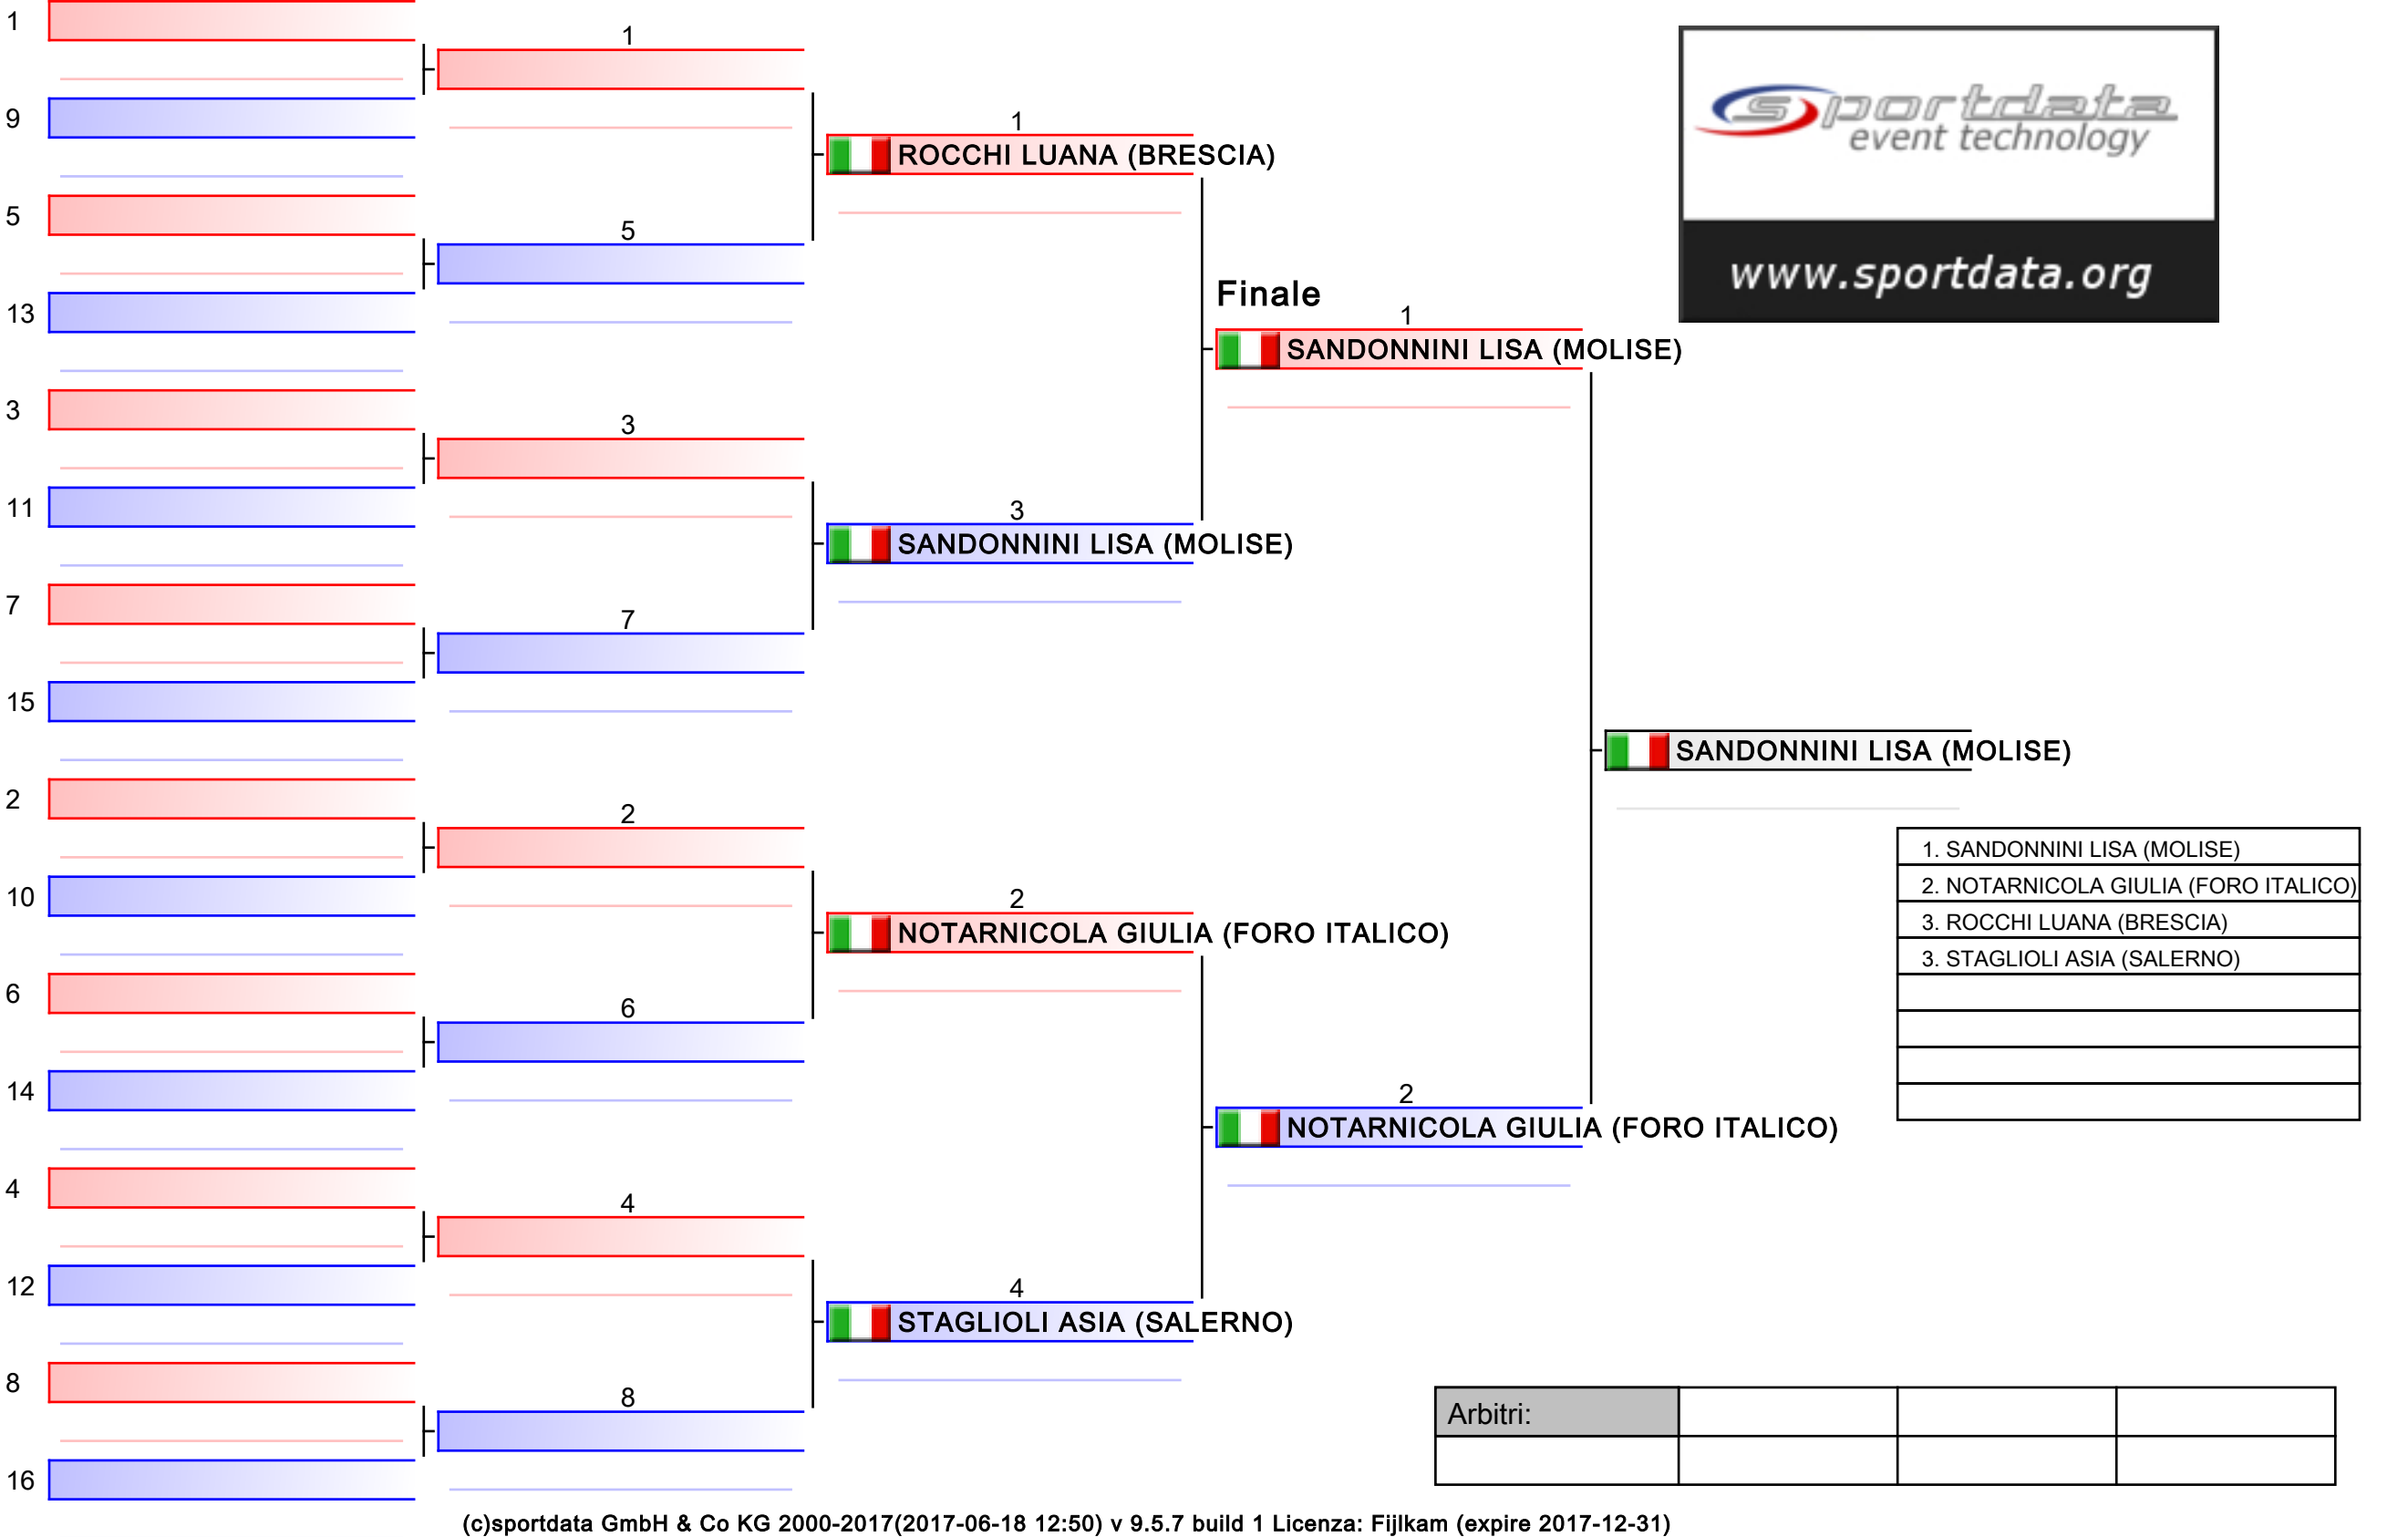 1
9
5
13
3
11
7
15
2
10
6
14
4
12
8
16
1
5
3
7
2
6
4
8
1
ROCCHI LUANA (BRESCIA)
3
SANDONNINI LISA (MOLISE)
2
NOTARNICOLA GIULIA (FORO ITALICO)
4
STAGLIOLI ASIA (SALERNO)
Finale
1
SANDONNINI LISA (MOLISE)
2
NOTARNICOLA GIULIA (FORO ITALICO)
SANDONNINI LISA (MOLISE)
sportdata
event technology
www.sportdata.org
1. SANDONNINI LISA (MOLISE)
2. NOTARNICOLA GIULIA (FORO ITALICO)
3. ROCCHI LUANA (BRESCIA)
3. STAGLIOLI ASIA (SALERNO)
Arbitri:
(c)sportdata GmbH & Co KG 2000-2017(2017-06-18 12:50) v 9.5.7 build 1 Licenza: Fijlkam (expire 2017-12-31)